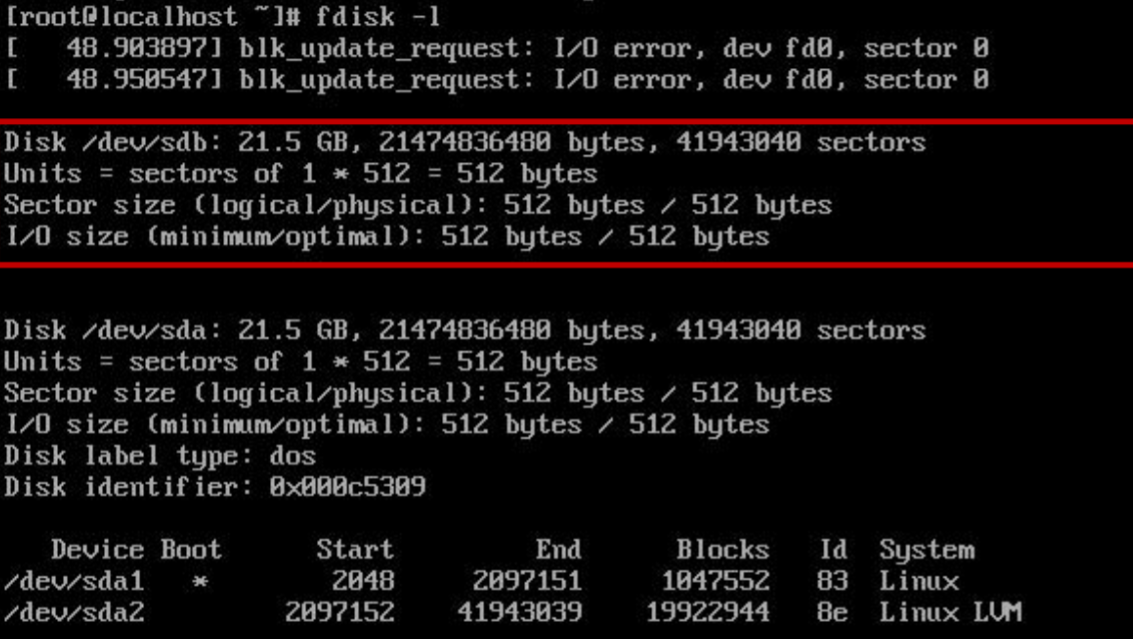 [root@localhost ~]# fdisk -l
[   48.903897] blk_update_request: I/O error, dev fd0, sector 0
[   48.950547] blk_update_request: I/O error, dev fd0, sector 0
Disk /dev/sdb: 21.5 GB, 21474836480 bytes, 41943040 sectors
Units = sectors of 1 * 512 = 512 bytes
Sector size (logical/physical): 512 bytes / 512 bytes
I/O size (minimum/optimal): 512 bytes / 512 bytes
Disk /dev/sda: 21.5 GB, 21474836480 bytes, 41943040 sectors
Units = sectors of 1 * 512 = 512 bytes
Sector size (logical/physical): 512 bytes / 512 bytes
I/O size (minimum/optimal): 512 bytes / 512 bytes
Disk label type: dos
Disk identifier: 0x000c5309
Device Boot      Start         End      Blocks   Id  System
/dev/sda1   *        2048     2097151     1047552   83  Linux
/dev/sda2         2097152    41943039    19922944   8e  Linux LVM